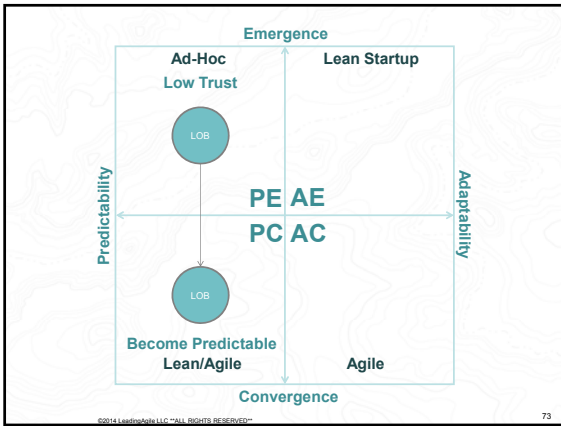 Emergence
Ad-Hoc
Lean Startup
Low Trust
LOB
Predictability
PE AE
Adaptability
PC AC
LOB
Become Predictable
Lean/Agile
Agile
Convergence
©2014 LeadingAgile LLC **ALL RIGHTS RESERVED**
73